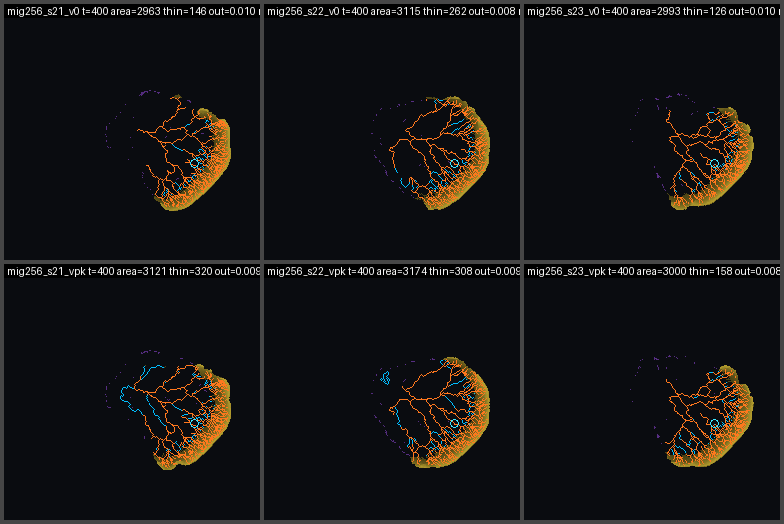 mig256_s21_v0 t=400 area=2963 thin=146 out=0.010
mig256_s22_v0 t=400 area=3115 thin=262 out=0.008
mig256_s23_v0 t=400 area=2993 thin=126 out=0.010
mig256_s21_vpk t=400 area=3121 thin=320 out=0.009
mig256_s22_vpk t=400 area=3174 thin=308 out=0.009
mig256_s23_vpk t=400 area=3000 thin=158 out=0.008